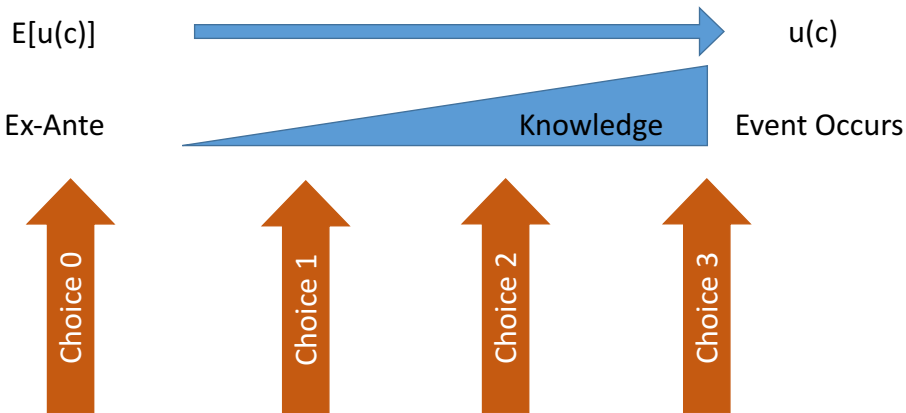 E[u(c)]
u(c)
Ex-Ante
Knowledge
Event Occurs
Choice 0
Choice 1
Choice 2
Choice 3